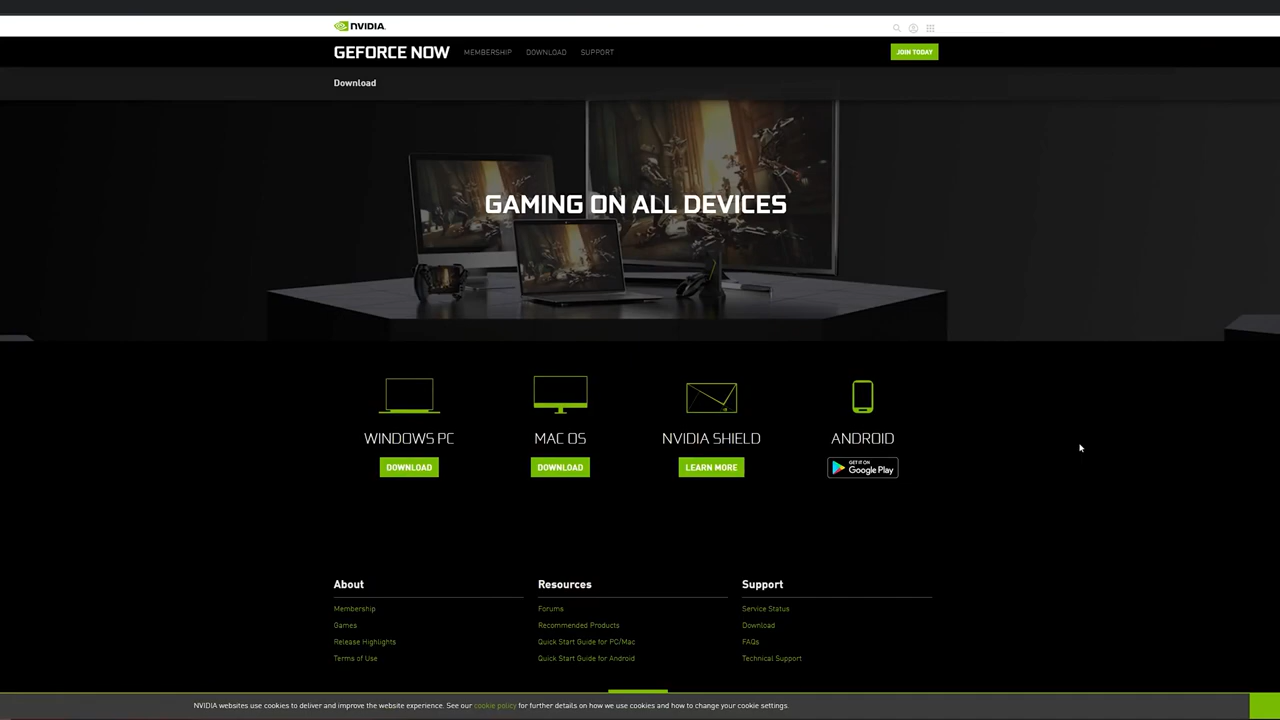 NVIDIA.
GEFORCE NOW MEMBERSHIP DOWNLOAD SUPPORT JOIN TODAY
Download
GAMING ON ALL DEVICES
WINDOWS PC MAC OS NVIDIA SHIELD ANDROID
DOWNLOAD DOWNLOAD LEARN MORE GET IT ON Google Play
About Resources Support
Membership Forums Service Status
Games Recommended Products Download
Release Highlights Quick Start Guide for PC/Mac FAQs
Terms of Use Quick Start Guide for Android Technical Support
NVIDIA websites use cookies to deliver and improve the website experience. See our cookie policy for further details on how we use cookies and how to change your cookie settings.